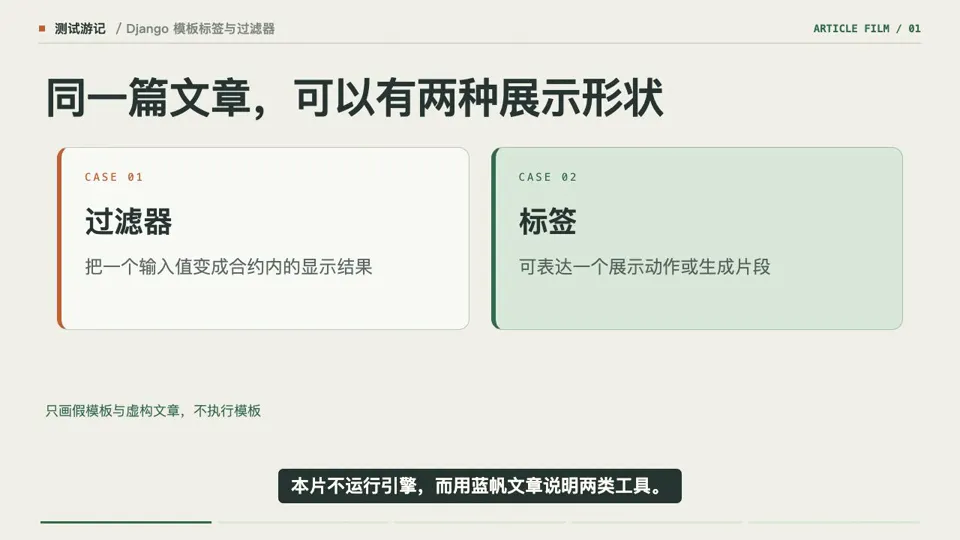 测试游记 / Django 模板标签与过滤器
ARTICLE FILM / 01
同一篇文章，可以有两种展示形状
CASE 01
过滤器
把一个输入值变成合约内的显示结果
CASE 02
标签
可表达一个展示动作或生成片段
只画假模板与虚构文章，不执行模板
本片不运行引擎，而用蓝帆文章说明两类工具。